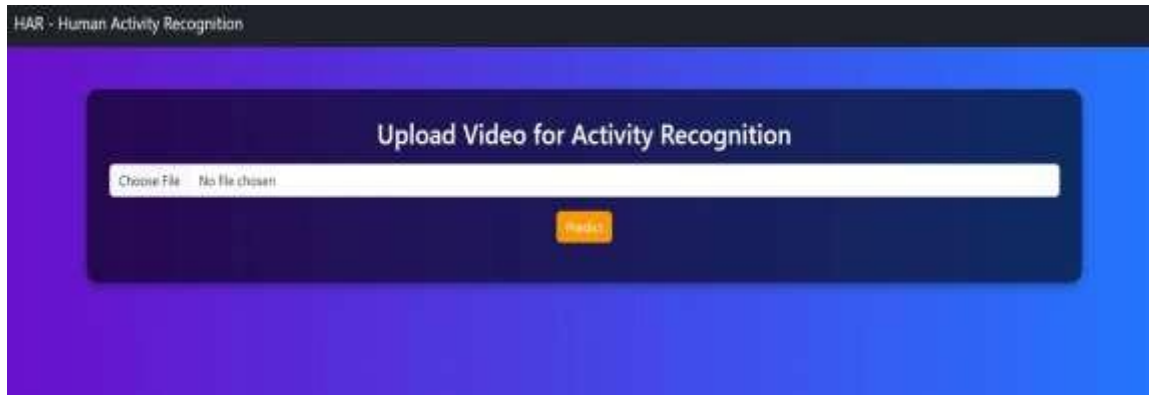 HAR - Human Activity Recognition
Upload Video for Activity Recognition
Choose File No file chosen
Predict